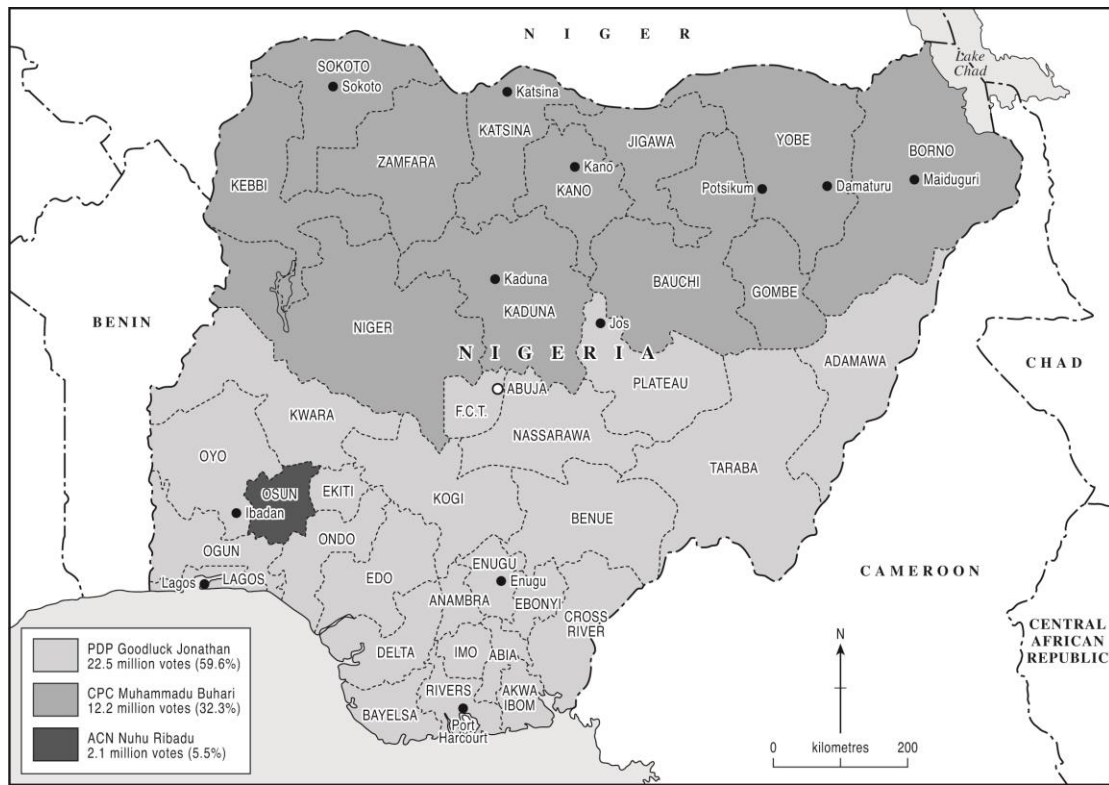 N I G E R
Lake
Chad
SOKOTO
Sokoto
Katsina
KATSINA
JIGAWA
YOBE
BORNO
ZAMFARA
Kano
KANO
KEBBI
Potsikum
Damaturu
Maiduguri
Kaduna
KADUNA
BAUCHI
GOMBE
BENIN
NIGER
Jos
N I G E R I A
ADAMAWA
CHAD
PLATEAU
ABUJA
F.C.T.
KWARA
NASSARAWA
OYO
TARABA
OSUN
EKITI
KOGI
Ibadan
BENUE
ONDO
OGUN
ENUGU
Enugu
Lagos
LAGOS
EDO
ANAMBRA
EBONYI
CROSS
RIVER
CAMEROON
CENTRAL
AFRICAN
REPUBLIC
DELTA
IMO
ABIA
RIVERS
AKWA
IBOM
BAYELSA
Port
Harcourt
PDP Goodluck Jonathan
22.5 million votes (59.6%)
CPC Muhammadu Buhari
12.2 million votes (32.3%)
ACN Nuhu Ribadu
2.1 million votes (5.5%)
N
0 kilometres 200